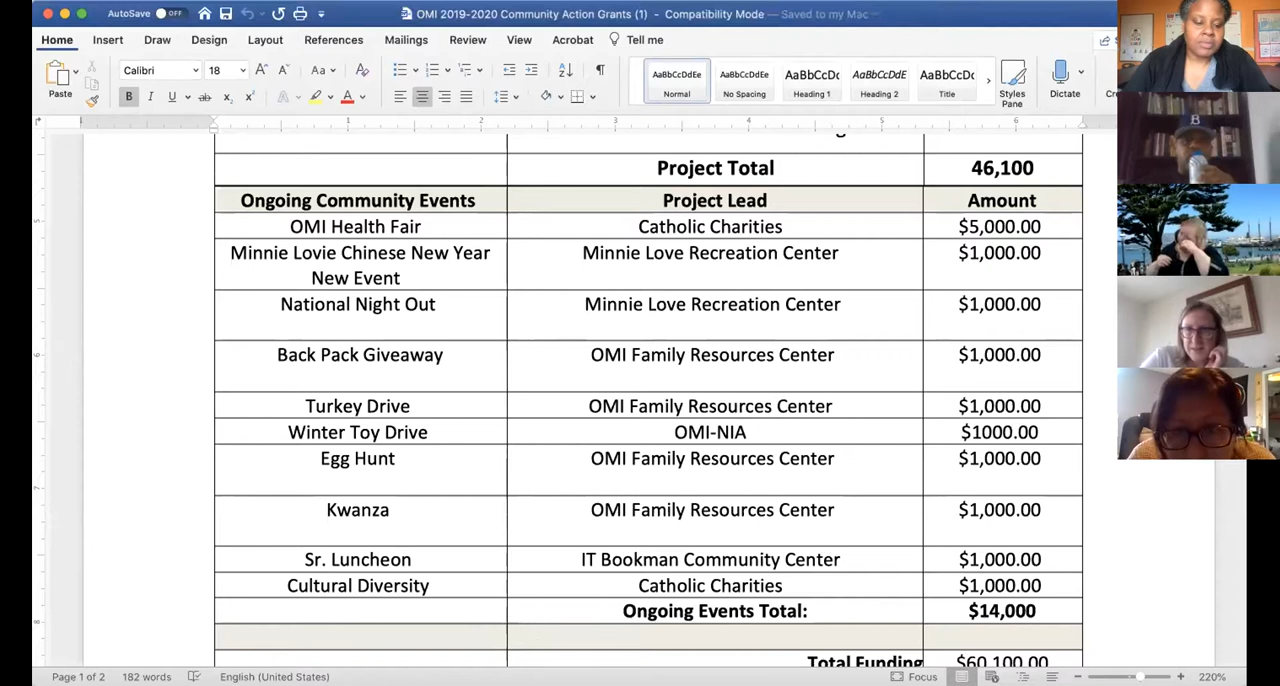 AutoSave OFF
OMI 2019-2020 Community Action Grants (1) - Compatibility Mode — Saved to my Mac
Home Insert Draw Design Layout References Mailings Review View Acrobat Tell me
Paste
Calibri 18
AaBbCcDdEe AaBbCcDdEe AaBbCcDc AaBbCcDdE AaBbCcDc
Normal No Spacing Heading 1 Heading 2 Title
Styles Pane
Dictate
Project Total 46,100
Ongoing Community Events Project Lead Amount
OMI Health Fair Catholic Charities $5,000.00
Minnie Lovie Chinese New Year Minnie Love Recreation Center $1,000.00
New Event
National Night Out Minnie Love Recreation Center $1,000.00
Back Pack Giveaway OMI Family Resources Center $1,000.00
Turkey Drive OMI Family Resources Center $1,000.00
Winter Toy Drive OMI-NIA $1000.00
Egg Hunt OMI Family Resources Center $1,000.00
Kwanza OMI Family Resources Center $1,000.00
Sr. Luncheon IT Bookman Community Center $1,000.00
Cultural Diversity Catholic Charities $1,000.00
Ongoing Events Total: $14,000
Total Funding $60,100.00
Page 1 of 2 182 words English (United States) Focus 220%